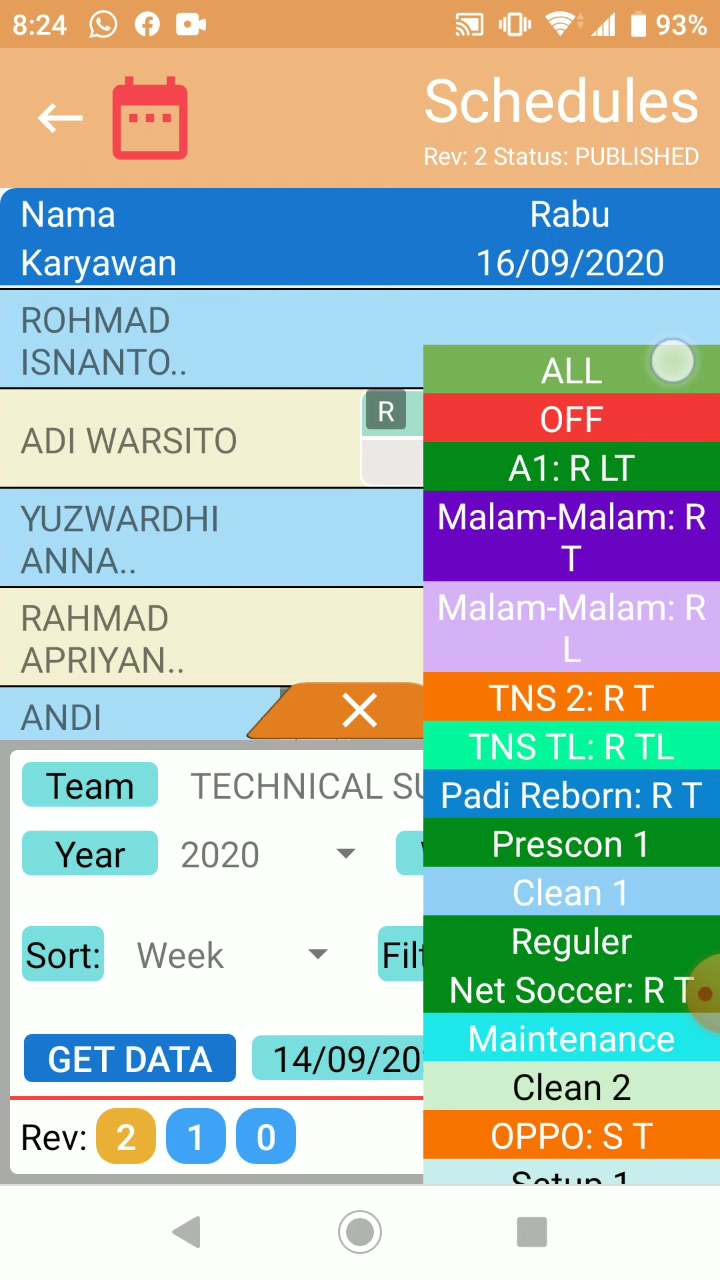 8:24
93%
Schedules
Rev: 2 Status: PUBLISHED
Nama
Karyawan
Rabu
16/09/2020
ROHMAD
ISNANTO..
ADI WARSITO
R
YUZWARDHI
ANNA..
RAHMAD
APRIYAN..
ANDI
ALL
OFF
A1: R LT
Malam-Malam: R
T
Malam-Malam: R
L
TNS 2: R T
TNS TL: R TL
Padi Reborn: R T
Prescon 1
Clean 1
Reguler
Net Soccer: R T
Maintenance
Clean 2
OPPO: S T
Setup 1
Team TECHNICAL
Year 2020
Sort: Week
GET DATA 14/09/20
Rev: 2 1 0